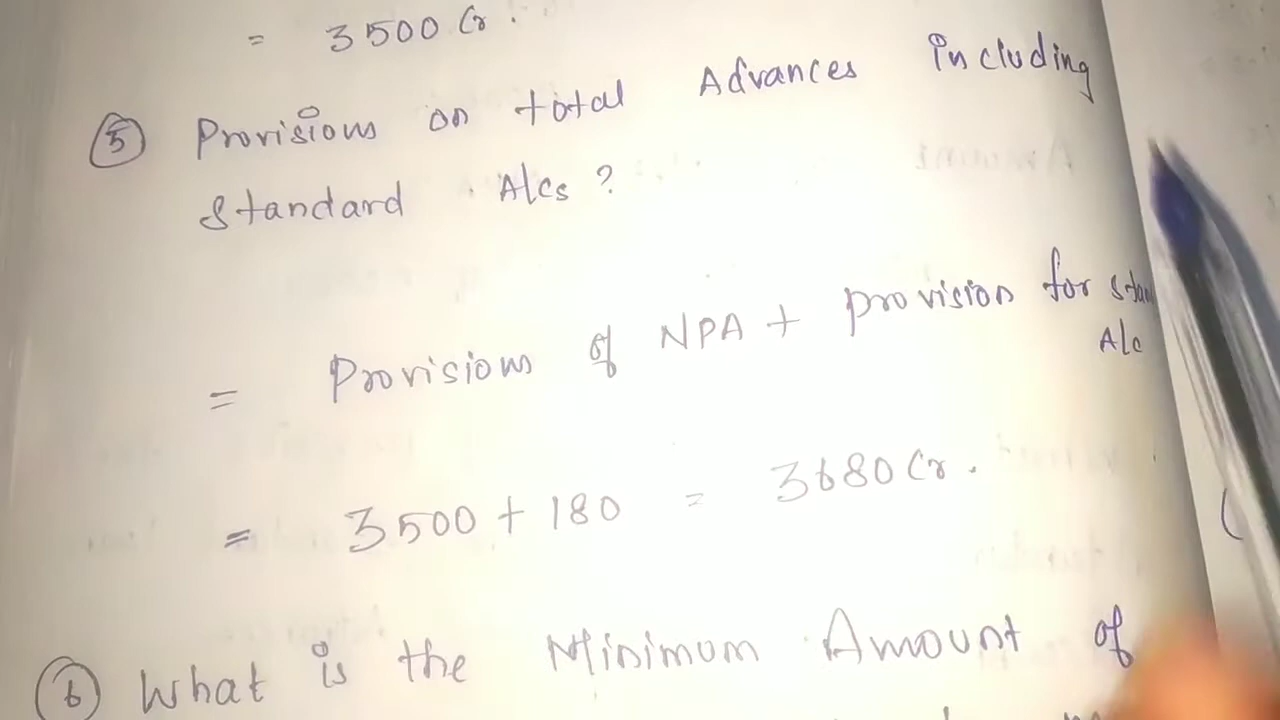 = 3500 Cr.
⑤ Provisions on total Advances including
Standard A/cs ?
= Provisions of NPA + provision for
A/c
= 3500 + 180 = 3680 Cr.
⑥ What is the Minimum Amount of